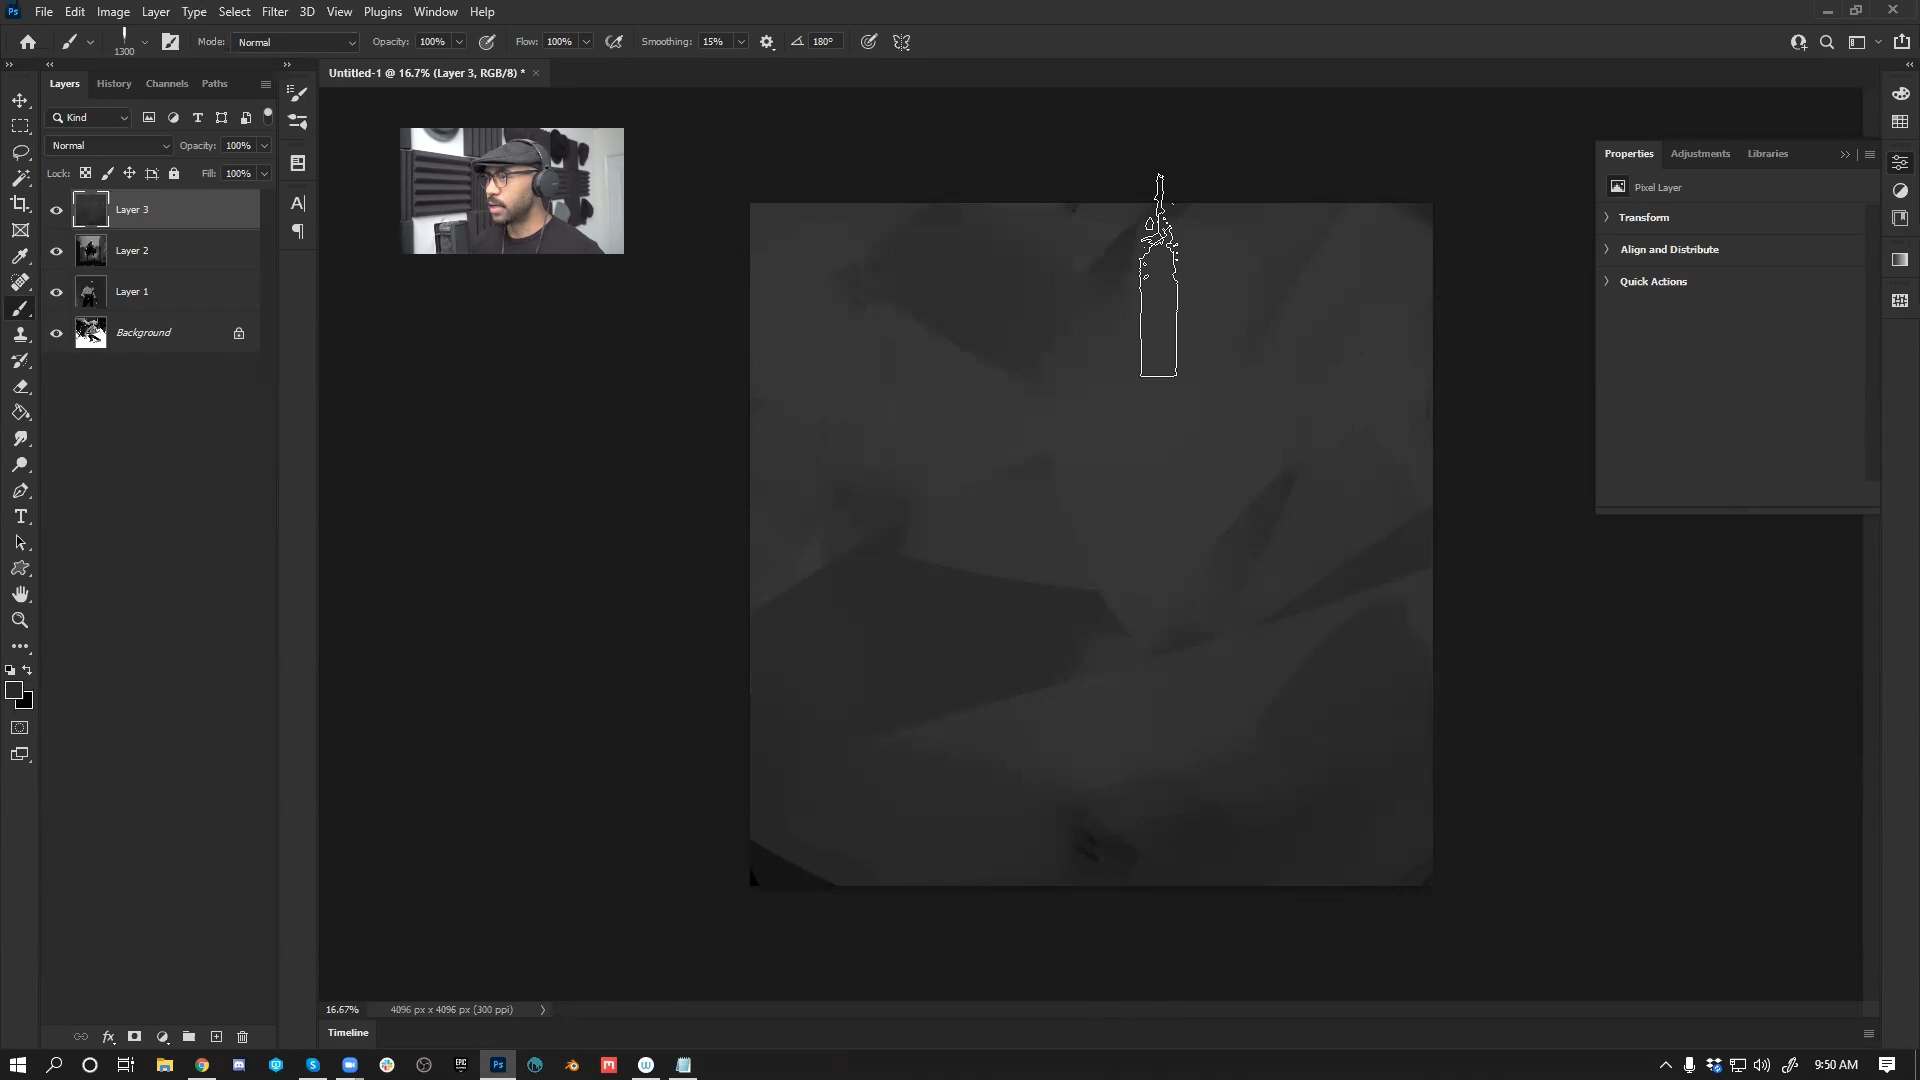 Ps File Edit Image Layer Type Select Filter 3D View Plugins Window Help
1300 Mode: Normal Opacity: 100% Flow: 100% Smoothing: 15% 180°
Layers History Channels Paths
Untitled-1 @ 16.7% (Layer 3, RGB/8) *
Kind
Normal Opacity: 100%
Lock: Fill: 100%
Layer 3
Layer 2
Layer 1
Background
Properties Adjustments Libraries
Pixel Layer
Transform
Align and Distribute
Quick Actions
16.67% 4096 px x 4096 px (300 ppi)
Timeline
9:50 AM